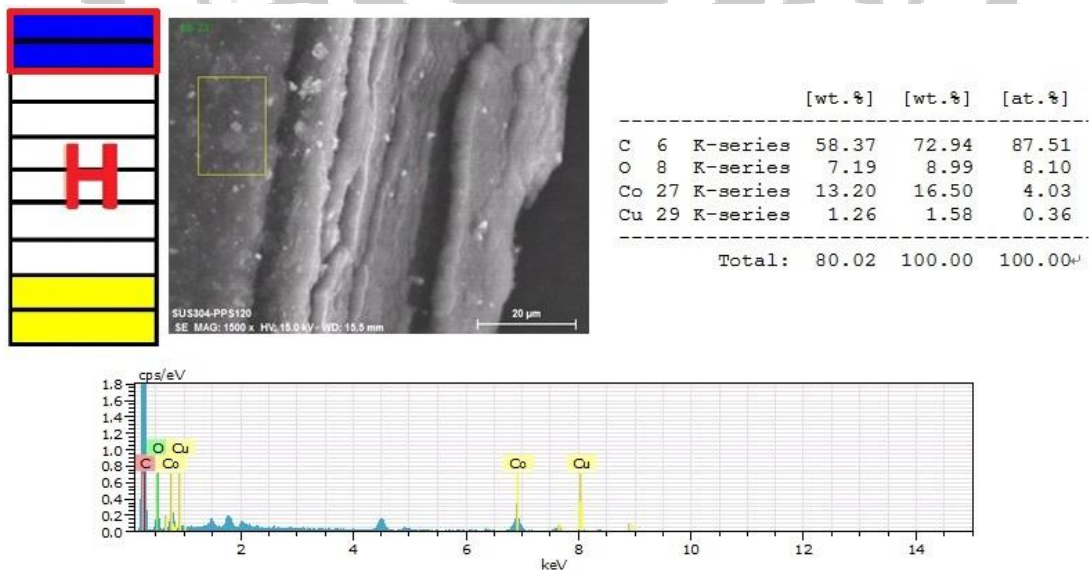 H
SUS304-PPS120
SE MAG: 1500 x HV: 15.0 kV WD: 15.5 mm
20 µm
[wt.%] [wt.%] [at.%]
C 6 K-series 58.37 72.94 87.51
O 8 K-series 7.19 8.99 8.10
Co 27 K-series 13.20 16.50 4.03
Cu 29 K-series 1.26 1.58 0.36
Total: 80.02 100.00 100.00↵
cps/eV
1.8
1.6
1.4
1.2
1.0
0.8
0.6
0.4
0.2
0.0
O Cu
C Co Co Cu
2 4 6 8 10 12 14
keV